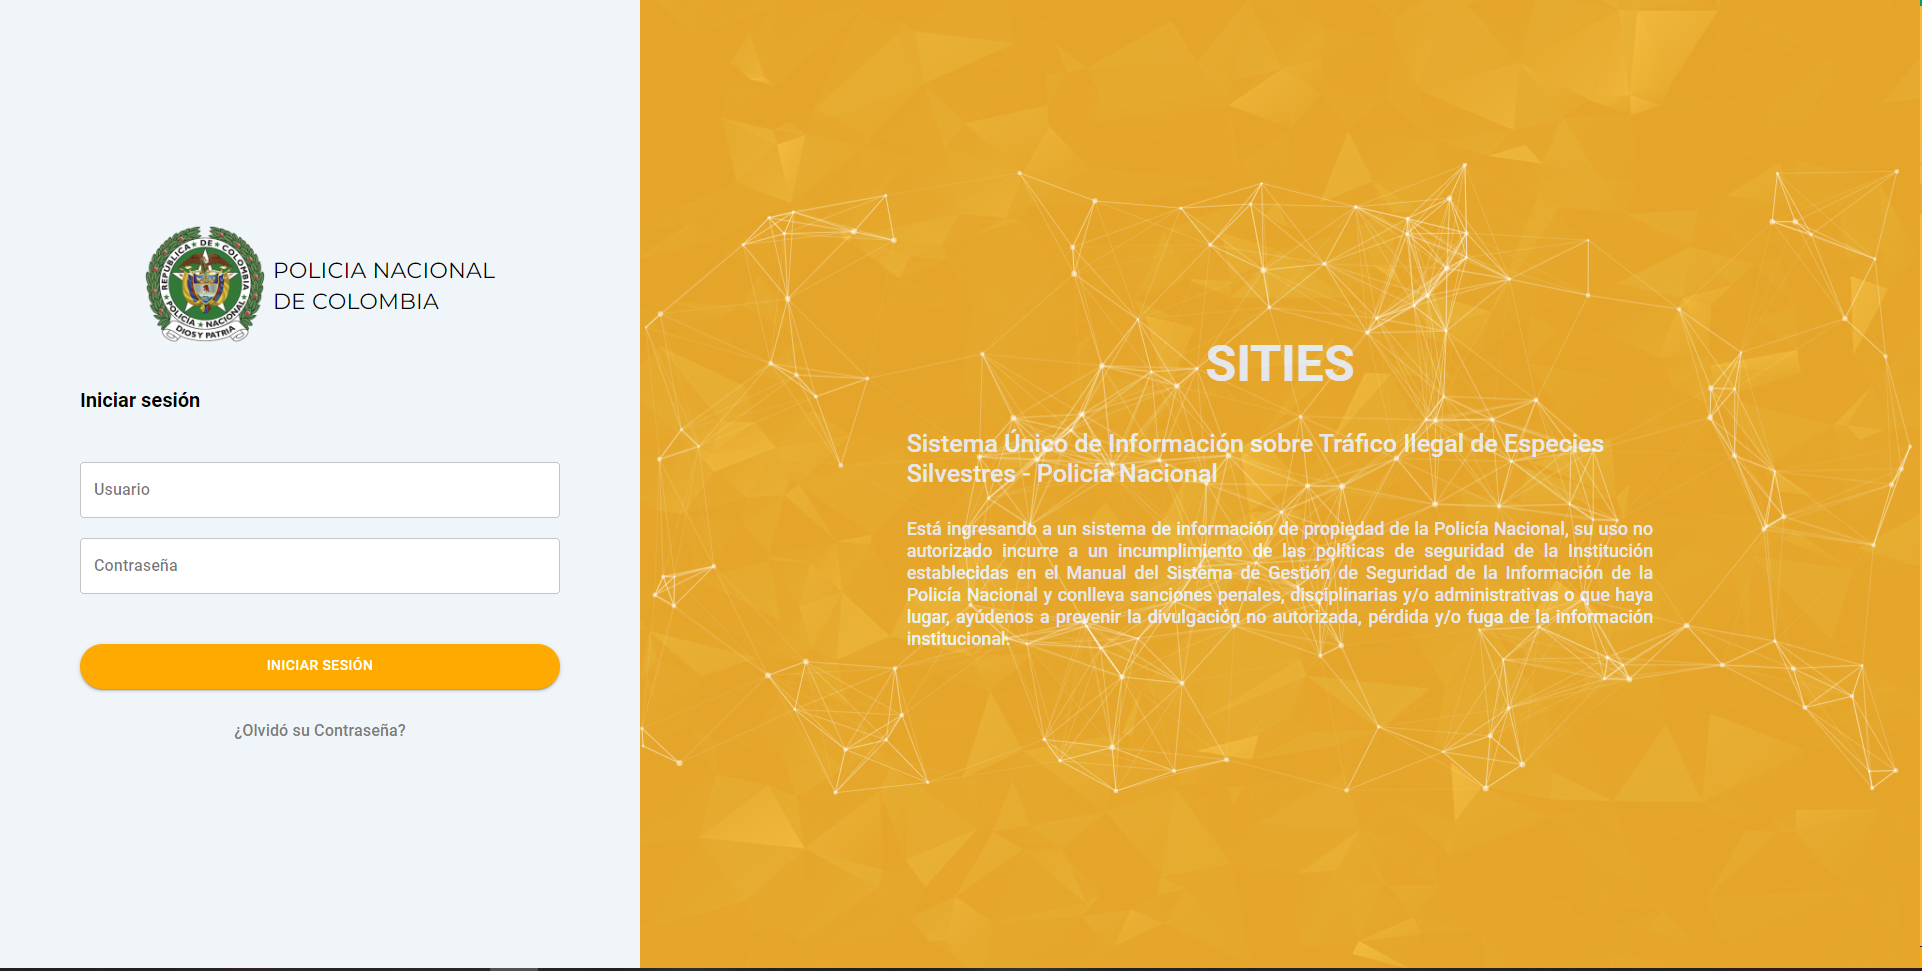 REPUBLICA DE COLOMBIA
POLICIA NACIONAL
DIOS Y PATRIA
POLICIA NACIONAL
DE COLOMBIA
Iniciar sesión
Usuario
Contraseña
INICIAR SESIÓN
¿Olvidó su Contraseña?
SITIES
Sistema Único de Información sobre Tráfico Ilegal de Especies
Silvestres - Policía Nacional
Está ingresando a un sistema de información de propiedad de la Policía Nacional, su uso no
autorizado incurre a un incumplimiento de las políticas de seguridad de la Institución
establecidas en el Manual del Sistema de Gestión de Seguridad de la Información de la
Policía Nacional y conlleva sanciones penales, disciplinarias y/o administrativas o que haya
lugar, ayúdenos a prevenir la divulgación no autorizada, pérdida y/o fuga de la información
institucional.